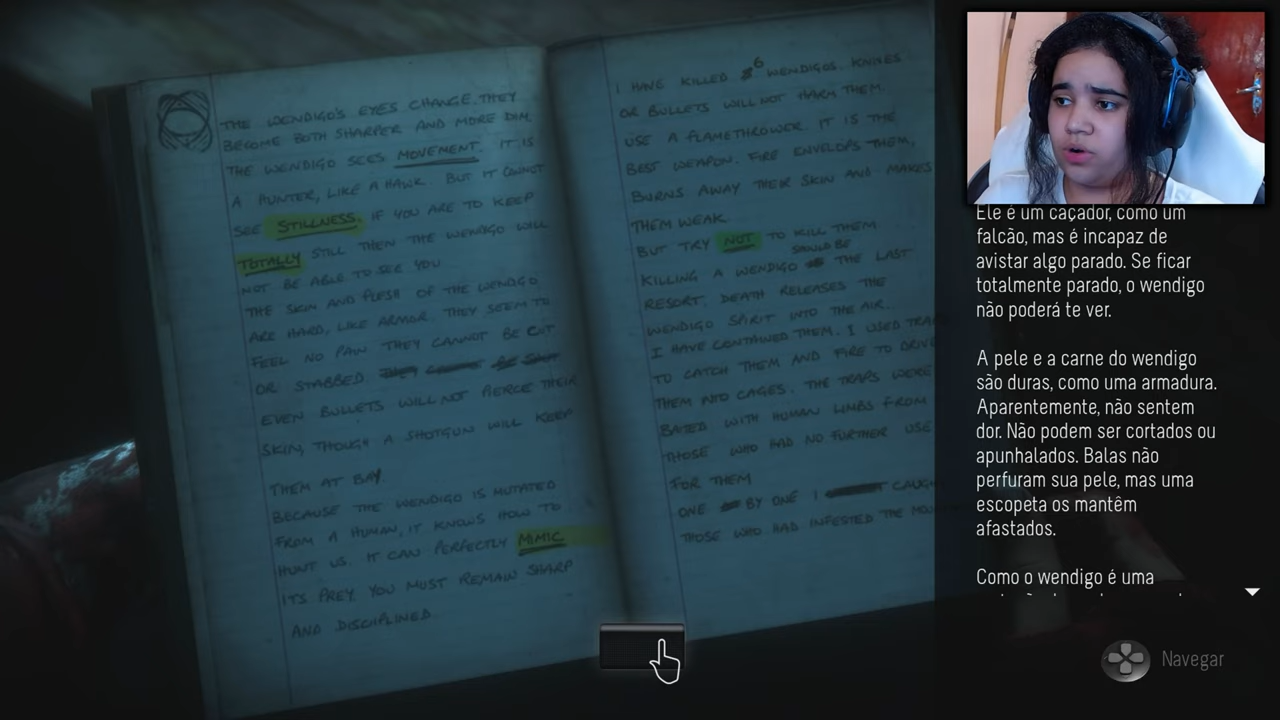 THE WENDIGO'S EYES CHANGE. THEY
BECOME BOTH SHARPER AND MORE DIM.
THE WENDIGO SEES MOVEMENT. IT IS
A HUNTER, LIKE A HAWK. BUT IT CANNOT
SEE STILLNESS. IF YOU ARE TO KEEP
TOTALLY STILL THEN THE WENDIGO WILL
NOT BE ABLE TO SEE YOU
THE SKIN AND FLESH OF THE WENDIGO
ARE HARD, LIKE ARMOR. THEY SEEM TO
FEEL NO PAIN THEY CANNOT BE CUT
OR STABBED.
EVEN BULLETS WILL NOT PIERCE THEIR
SKIN, THOUGH A SHOTGUN WILL KEEP
THEM AT BAY.
BECAUSE THE WENDIGO IS MUTATED
FROM A HUMAN, IT KNOWS HOW TO
HUNT US. IT CAN PERFECTLY MIMIC
ITS PREY. YOU MUST REMAIN SHARP
AND DISCIPLINED.
I HAVE KILLED 6 WENDIGOS. KNIVES
OR BULLETS WILL NOT HARM THEM.
USE A FLAMETHROWER. IT IS THE
BEST WEAPON. FIRE ENVELOPS THEM,
BURNS AWAY THEIR SKIN AND MAKES
THEM WEAK.
BUT TRY NOT TO KILL THEM
KILLING A WENDIGO SHOULD BE THE LAST
RESORT. DEATH RELEASES THE
WENDIGO SPIRIT INTO THE AIR.
I HAVE CONTAINED THEM. I USED TRA
TO CATCH THEM AND FIRE TO DRIVE
THEM INTO CAGES. THE TRAPS WERE
BAITED WITH HUMAN LIMBS FROM
THOSE WHO HAD NO FURTHER USE
FOR THEM
ONE BY ONE I CAUG
THOSE WHO HAD INFESTED THE MO
Ele é um caçador, como um
falcão, mas é incapaz de
avistar algo parado. Se ficar
totalmente parado, o wendigo
não poderá te ver.
A pele e a carne do wendigo
são duras, como uma armadura.
Aparentemente, não sentem
dor. Não podem ser cortados ou
apunhalados. Balas não
perfuram sua pele, mas uma
escopeta os mantêm
afastados.
Como o wendigo é uma
Navegar